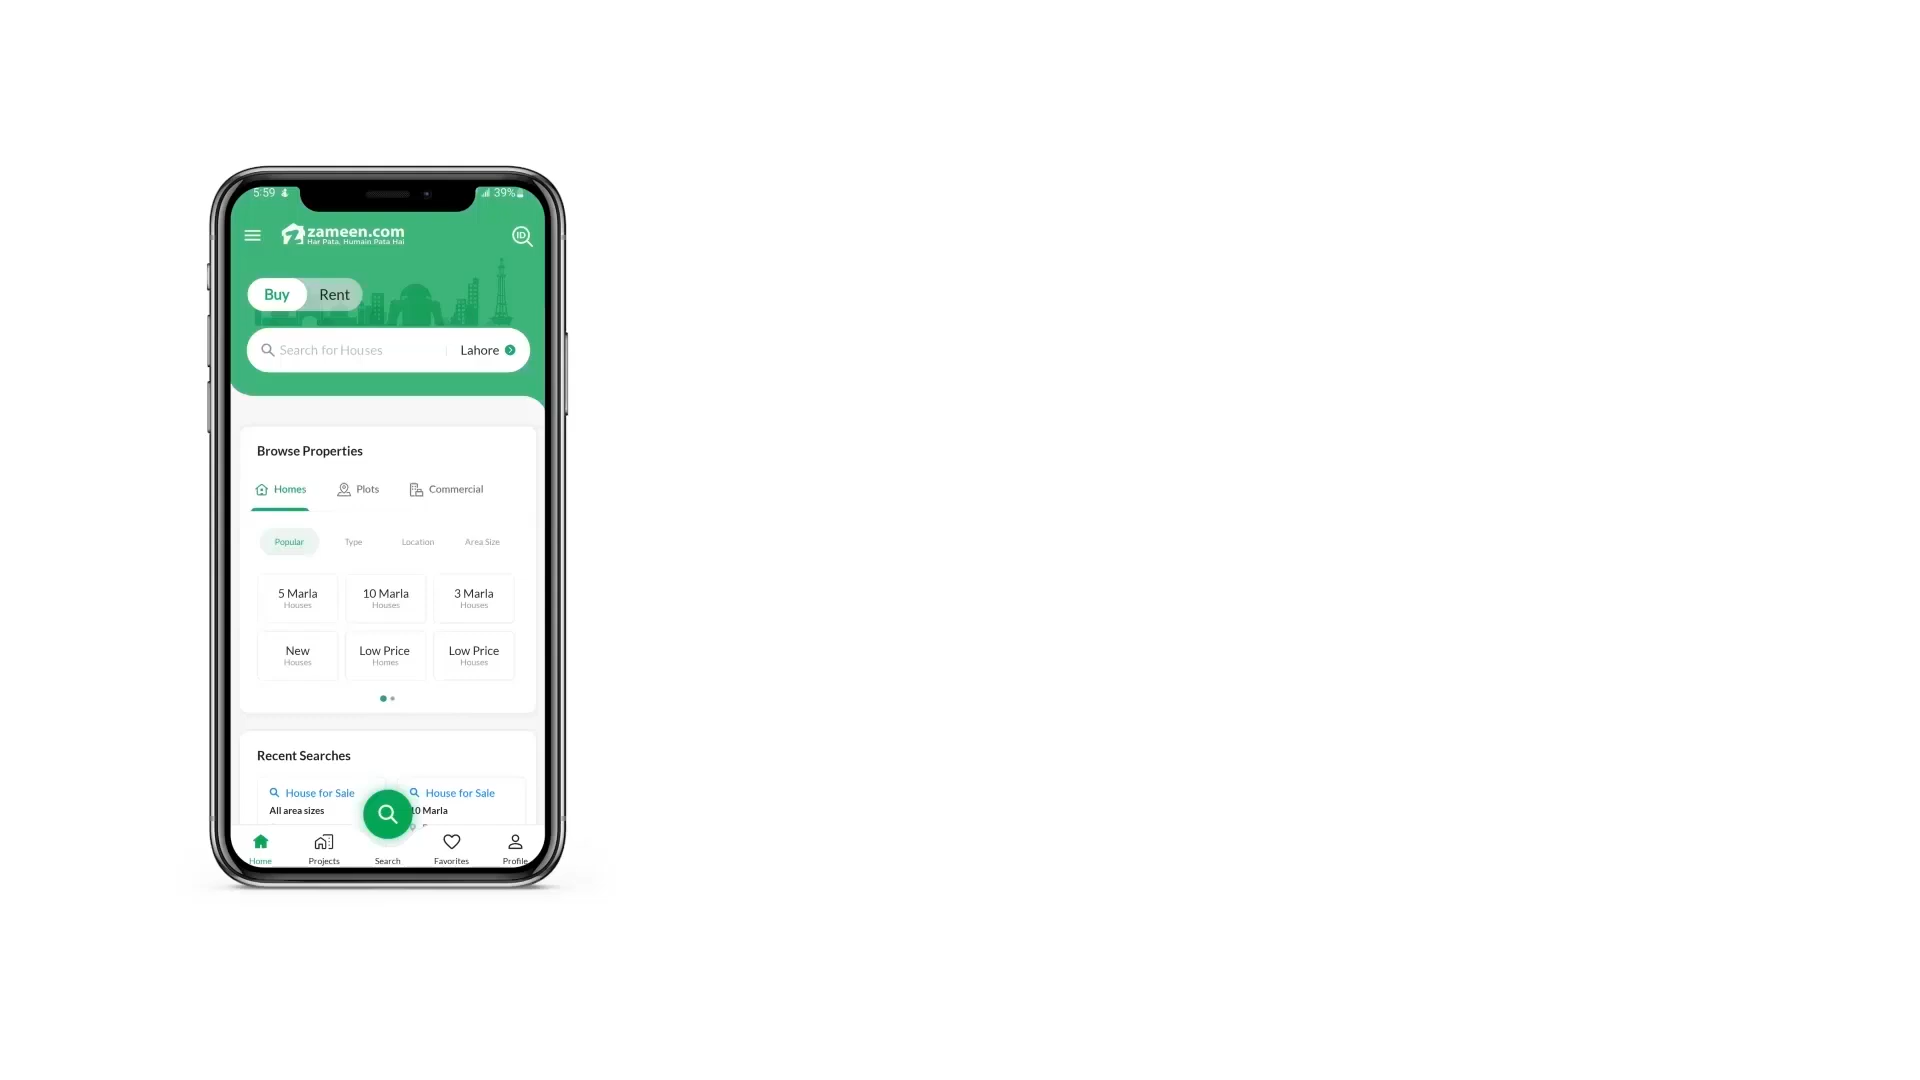 5:59
39%
zameen.com
Har Pata, Humain Pata Hai
ID
Buy Rent
Search for Houses Lahore
Browse Properties
Homes Plots Commercial
Popular Type Location Area Size
5 Marla 10 Marla 3 Marla
Houses Houses Houses
New Low Price Low Price
Houses Homes Houses
Recent Searches
House for Sale House for Sale
All area sizes 10 Marla
Home Projects Search Favorites Profile